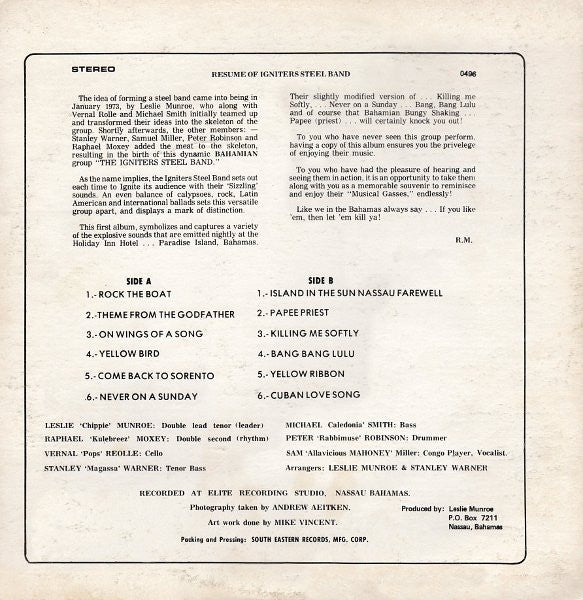 STEREO
RESUME OF IGNITERS STEEL BAND
0496
The idea of forming a steel band came into being in
January 1973, by Leslie Munroe, who along with
Vernal Rolle and Michael Smith initially teamed up
and transformed their ideas into the skeleton of the
group. Shortly afterwards, the other members: —
Stanley Warner, Samuel Miller, Peter Robinson and
Raphael Moxey added the meat to the skeleton,
resulting in the birth of this dynamic BAHAMIAN
group "THE IGNITERS STEEL BAND."
As the name implies, the Igniters Steel Band sets out
each time to Ignite its audience with their 'Sizzling'
sounds. An even balance of calypsoes, rock, Latin
American and international ballads sets this versatile
group apart, and displays a mark of distinction.
This first album, symbolizes and captures a variety
of the explosive sounds that are emitted nightly at the
Holiday Inn Hotel . . . Paradise Island, Bahamas.
Their slightly modified version of . . . Killing me
Softly, . . . Never on a Sunday . . . Bang, Bang Lulu
and of course that Bahamian Bungy Shaking . . .
Papee (priest) . . . will certainly knock you out!
To you who have never seen this group perform,
having a copy of this album ensures you the privelege
of enjoying their music.
To you who have had the pleasure of hearing and
seeing them in action, it is an opportunity to take them
along with you as a memorable souvenir to reminisce
and enjoy their "Musical Gasses," endlessly!
Like we in the Bahamas always say . . . If you like
'em, then let 'em kill ya!
R.M.
SIDE A
1.- ROCK THE BOAT
2.- THEME FROM THE GODFATHER
3.- ON WINGS OF A SONG
4.- YELLOW BIRD
5.- COME BACK TO SORENTO
6.- NEVER ON A SUNDAY
SIDE B
1.- ISLAND IN THE SUN NASSAU FAREWELL
2.- PAPEE PRIEST
3.- KILLING ME SOFTLY
4.- BANG BANG LULU
5.- YELLOW RIBBON
6.- CUBAN LOVE SONG
LESLIE 'Chippie' MUNROE: Double lead tenor (leader)
RAPHAEL 'Kulebreez' MOXEY: Double second (rhythm)
VERNAL 'Pops' REOLLE: Cello
STANLEY 'Magassa' WARNER: Tenor Bass
MICHAEL Caledonia' SMITH: Bass
PETER 'Rabbimuse' ROBINSON: Drummer
SAM 'Allavicious MAHONEY' Miller: Congo Player, Vocalist.
Arrangers: LESLIE MUNROE & STANLEY WARNER
RECORDED AT ELITE RECORDING STUDIO, NASSAU BAHAMAS.
Photography taken by ANDREW AEITKEN.
Art work done by MIKE VINCENT.
Packing and Pressing: SOUTH EASTERN RECORDS, MFG. CORP.
Produced by: Leslie Munroe
P.O. Box 7211
Nassau, Bahamas